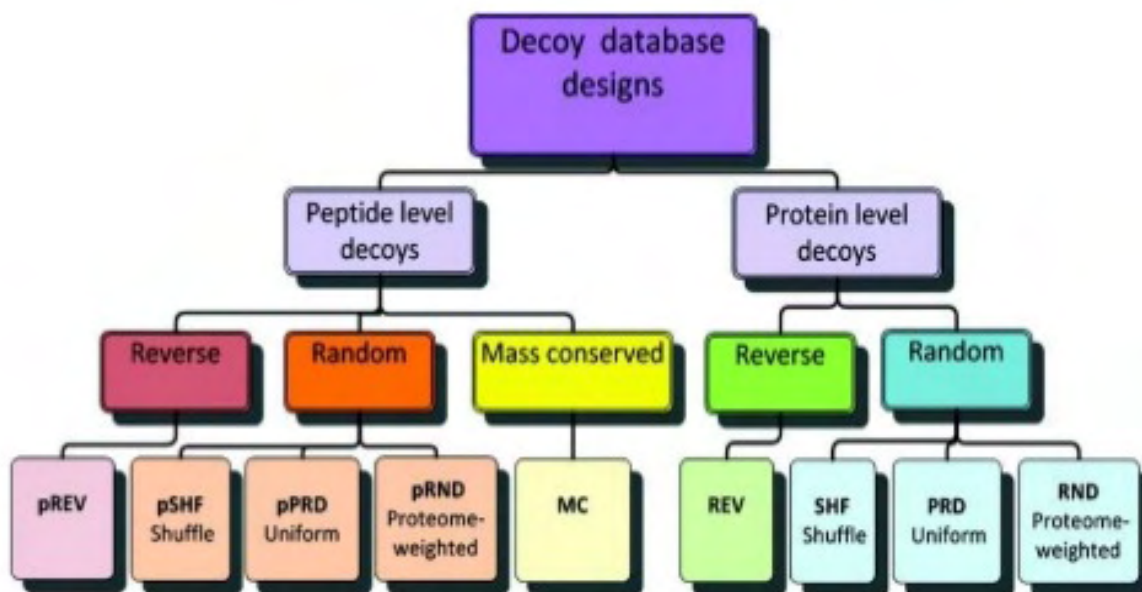 Decoy database
designs
Peptide level
decoys
Protein level
decoys
Reverse
Random
Mass conserved
Reverse
Random
pREV
pSHF
Shuffle
pPRD
Uniform
pRND
Proteome-
weighted
MC
REV
SHF
Shuffle
PRD
Uniform
RND
Proteome-
weighted